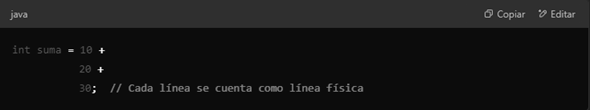 java
Copiar
Editar
int suma = 10 +
20 +
30; // Cada línea se cuenta como línea física